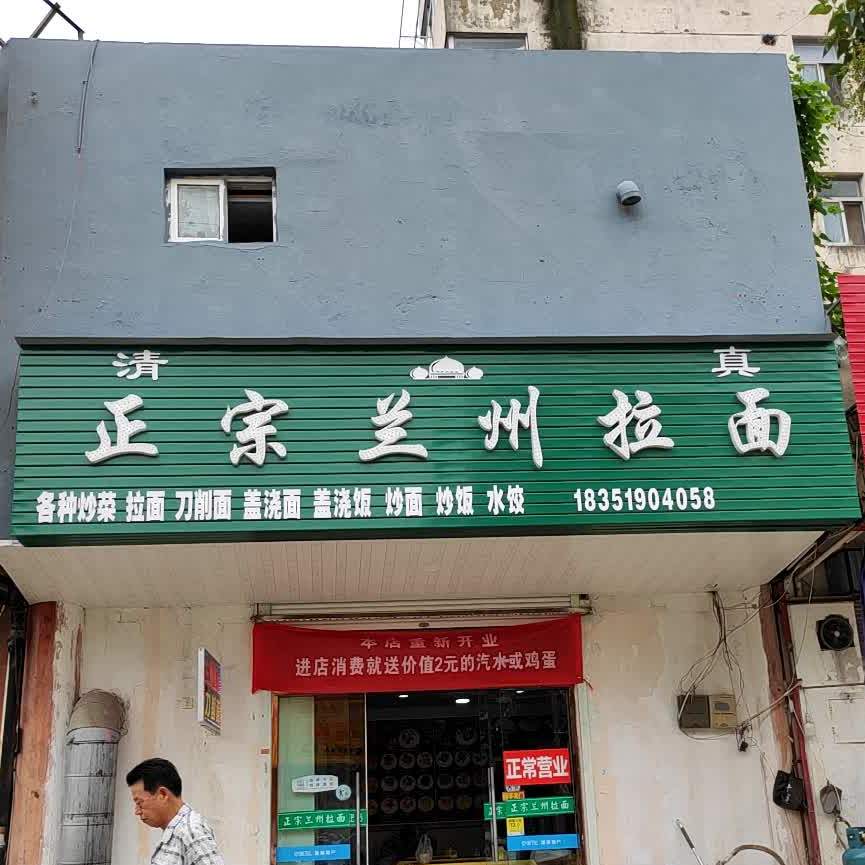 清 真
正宗兰州拉面
各种炒菜 拉面 刀削面 盖浇面 盖浇饭 炒面 炒饭 水饺 18351904058
本店重新开业
进店消费就送价值2元的汽水或鸡蛋
正常营业
正宗兰州拉面
正宗兰州拉面